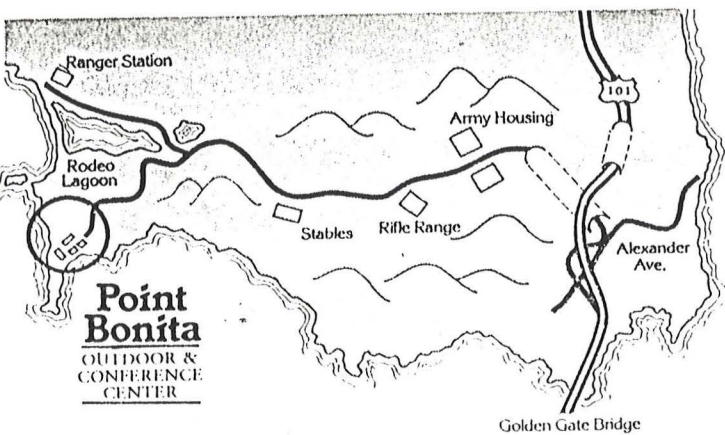 Ranger Station
101
Army Housing
Rodeo
Lagoon
Stables
Rifle Range
Alexander
Ave.
Point
Bonita
OUTDOOR &
CONFERENCE
CENTER
Golden Gate Bridge